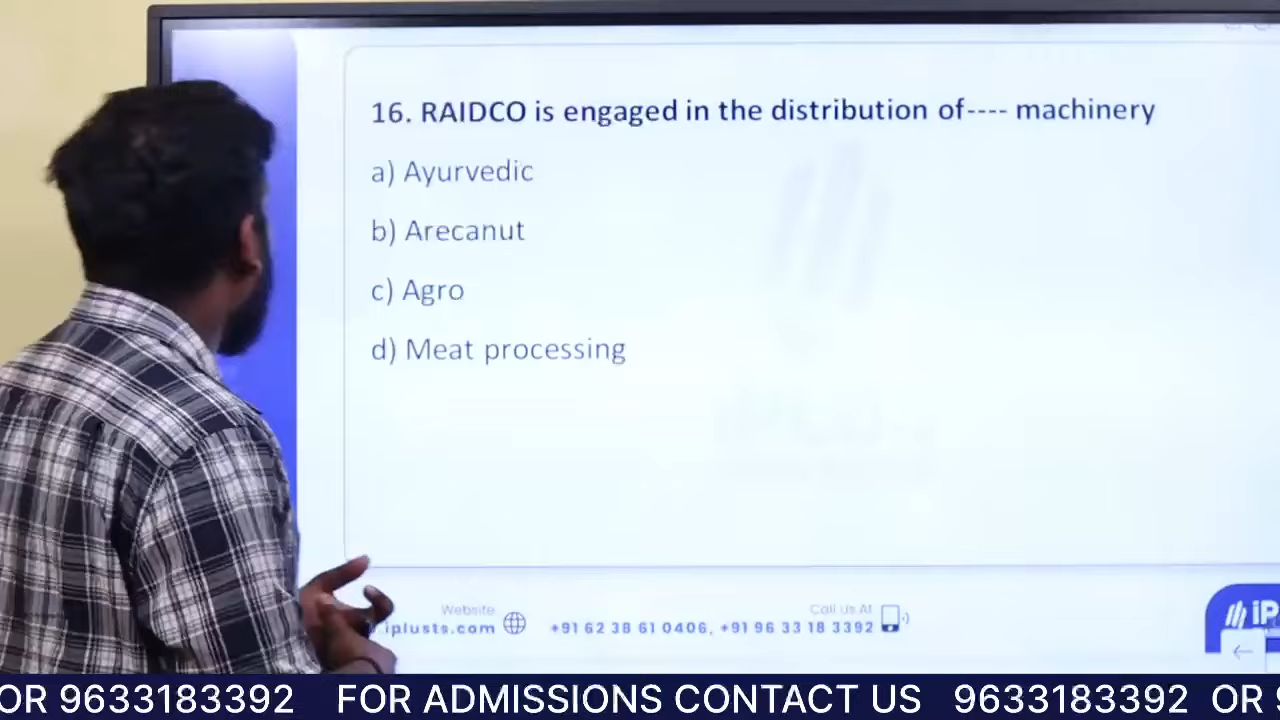 16. RAIDCO is engaged in the distribution of---- machinery
a) Ayurvedic
b) Arecanut
c) Agro
d) Meat processing
Website
iplusts.com
Call Us At
+91 62 38 61 0406, +91 96 33 18 3392
iP
OR 9633183392 FOR ADMISSIONS CONTACT US 9633183392 OR